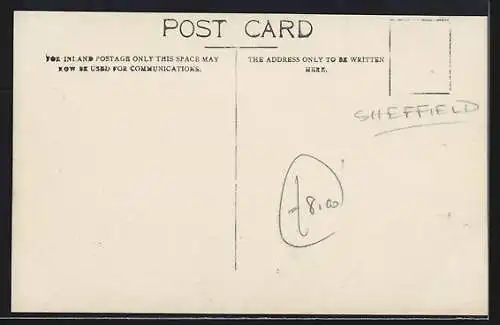 POST CARD
FOR INLAND POSTAGE ONLY THIS SPACE MAY
NOW BE USED FOR COMMUNICATIONS.
THE ADDRESS ONLY TO BE WRITTEN
HERE.
SHEFFIELD
£8.00